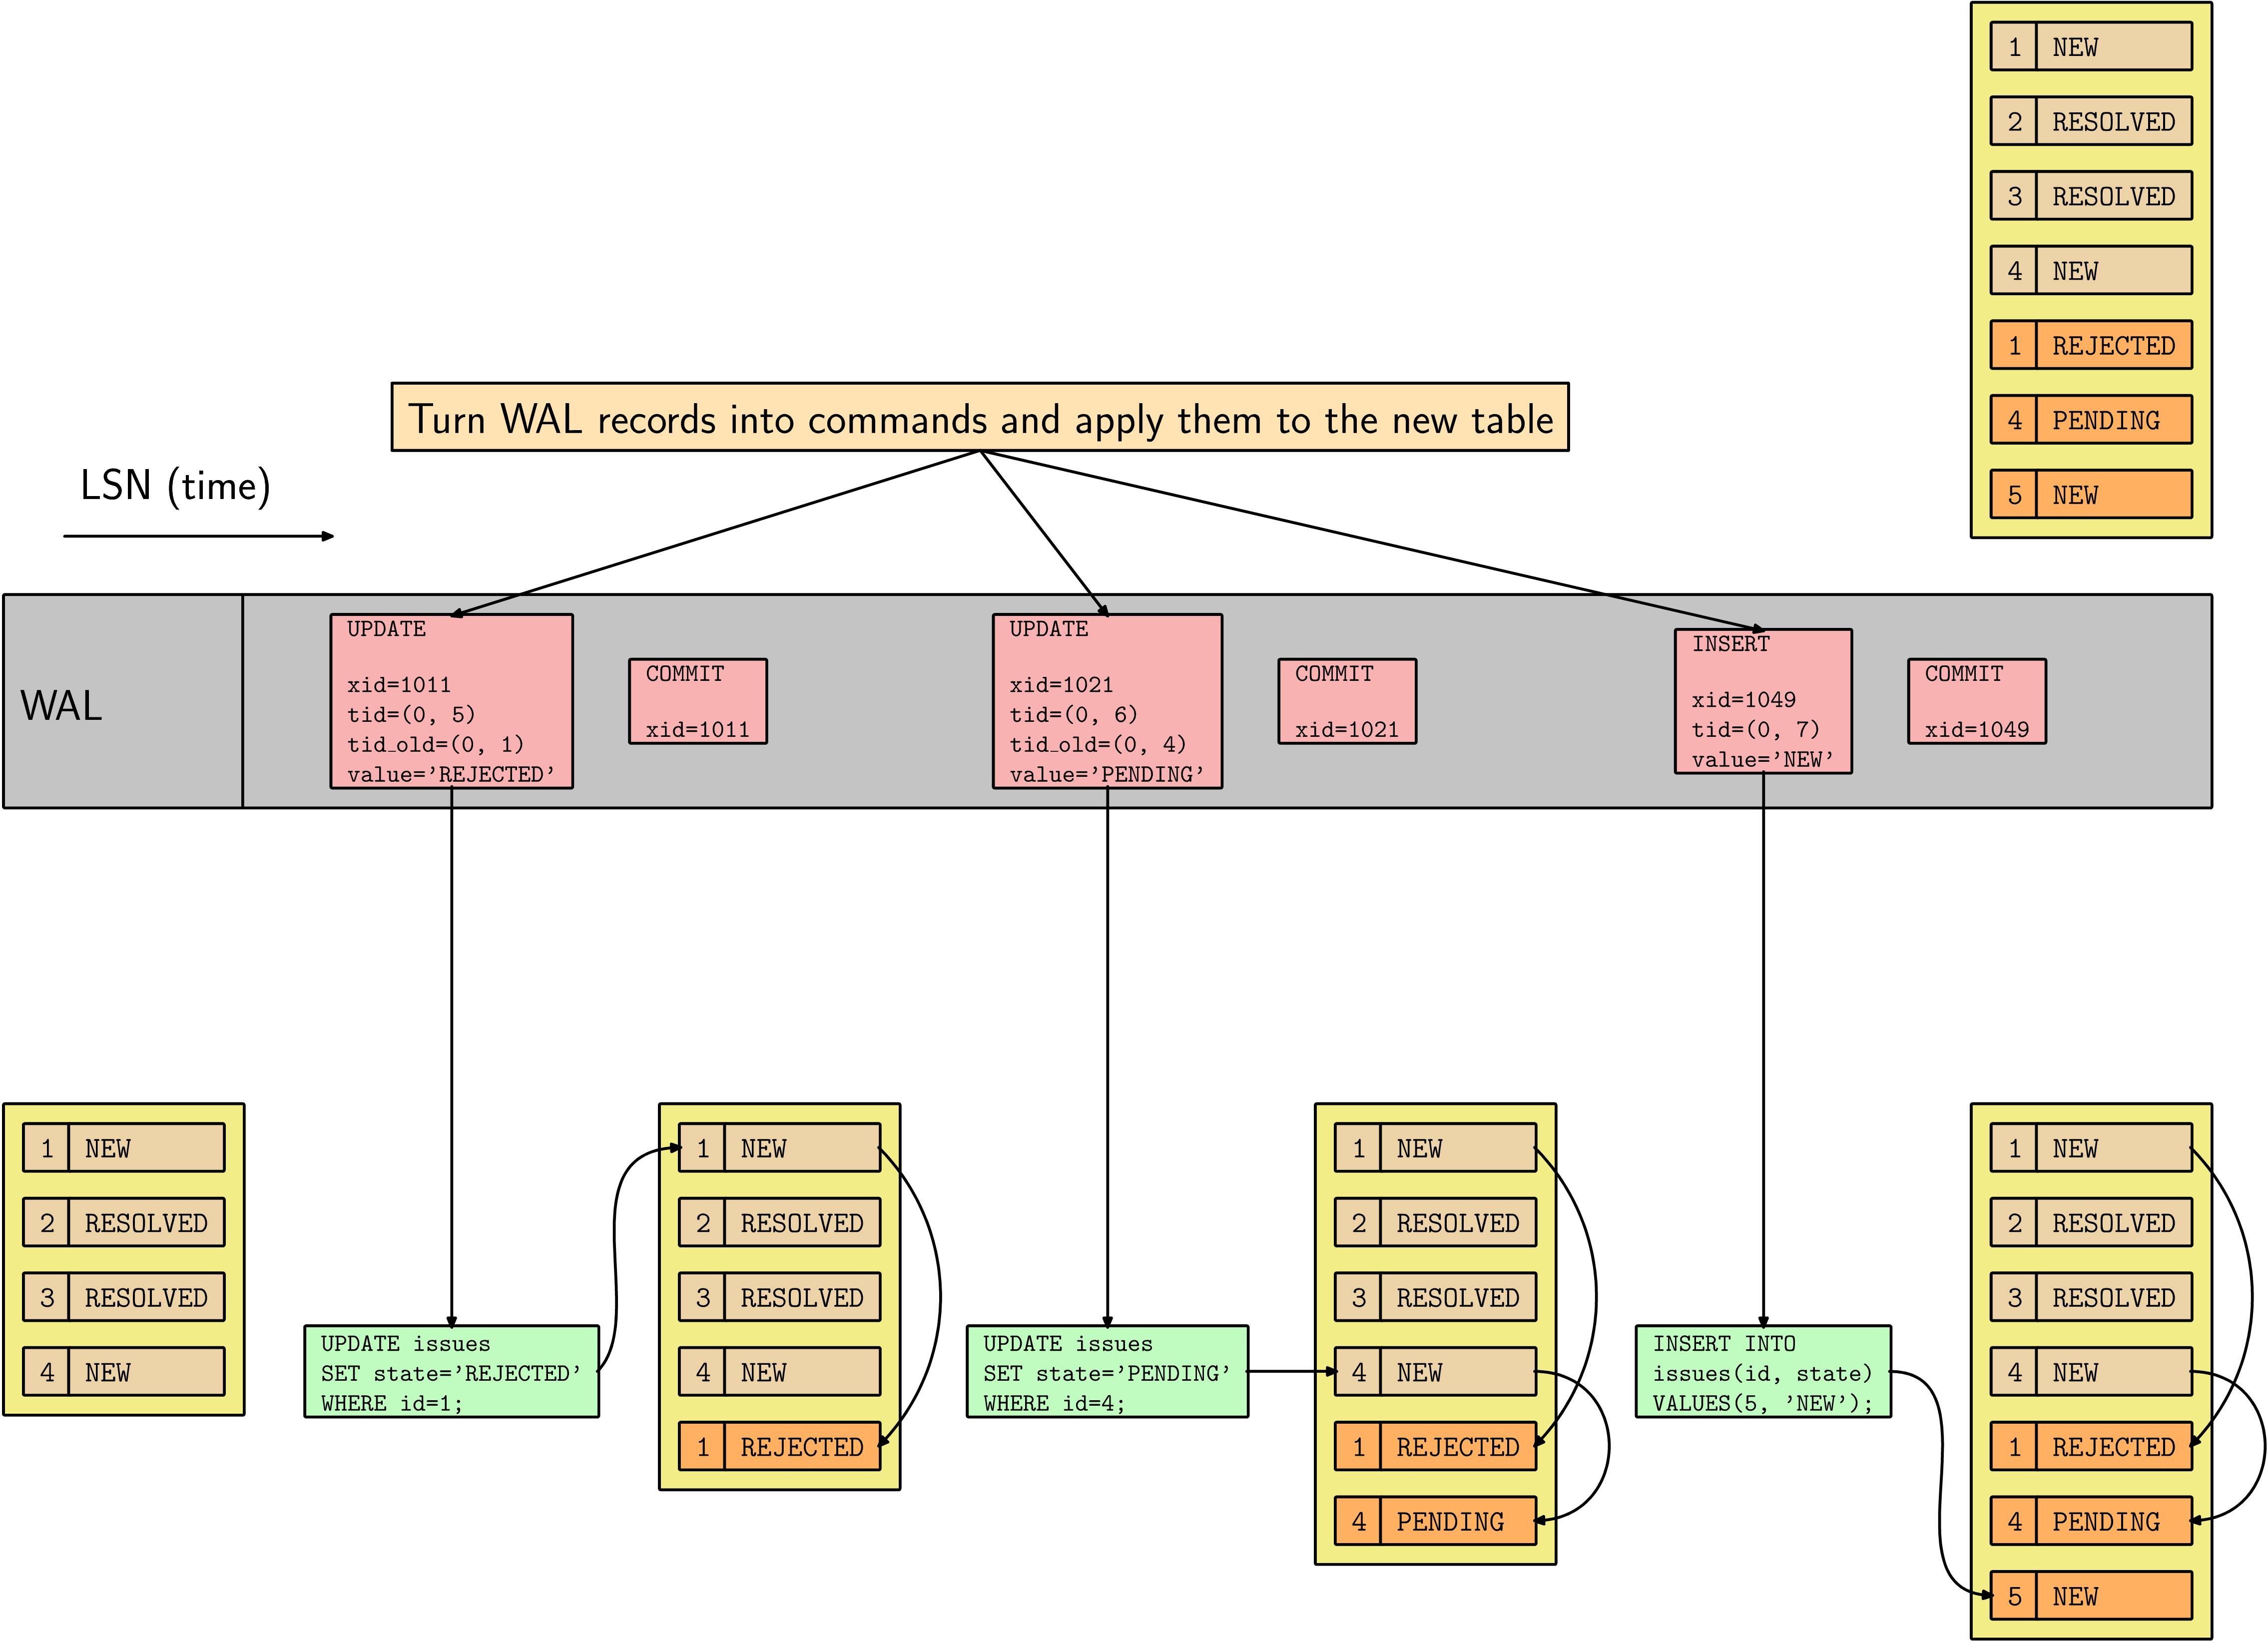 1 NEW
2 RESOLVED
3 RESOLVED
4 NEW
1 REJECTED
4 PENDING
5 NEW
Turn WAL records into commands and apply them to the new table
LSN (time)
WAL
UPDATE
xid=1011
tid=(0, 5)
tid_old=(0, 1)
value='REJECTED'
COMMIT
xid=1011
UPDATE
xid=1021
tid=(0, 6)
tid_old=(0, 4)
value='PENDING'
COMMIT
xid=1021
INSERT
xid=1049
tid=(0, 7)
value='NEW'
COMMIT
xid=1049
1 NEW
2 RESOLVED
3 RESOLVED
4 NEW
UPDATE issues
SET state='REJECTED'
WHERE id=1;
1 NEW
2 RESOLVED
3 RESOLVED
4 NEW
1 REJECTED
UPDATE issues
SET state='PENDING'
WHERE id=4;
1 NEW
2 RESOLVED
3 RESOLVED
4 NEW
1 REJECTED
4 PENDING
INSERT INTO
issues(id, state)
VALUES(5, 'NEW');
1 NEW
2 RESOLVED
3 RESOLVED
4 NEW
1 REJECTED
4 PENDING
5 NEW